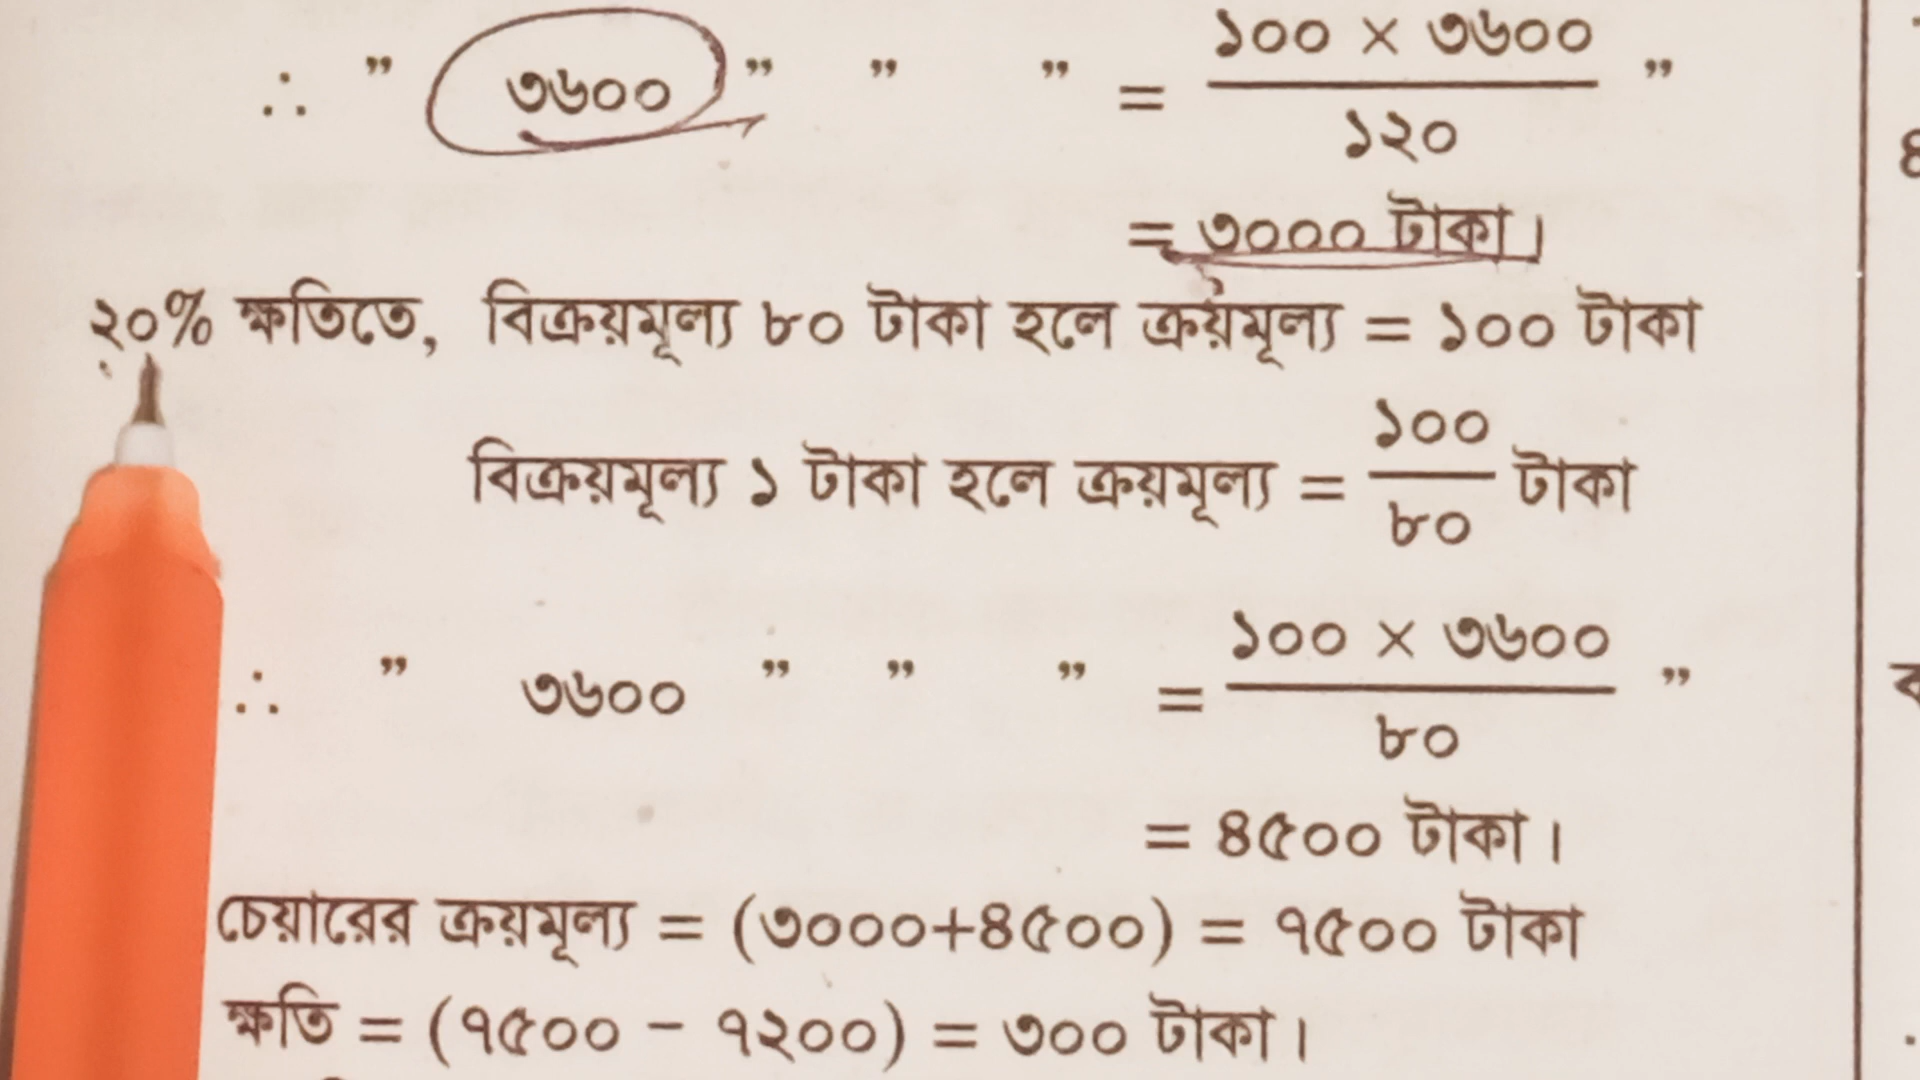 ∴ " ৩৬০০ " " " = ১০০ × ৩৬০০ / ১২০ "
= ৩০০০ টাকা।
২০% ক্ষতিতে, বিক্রয়মূল্য ৮০ টাকা হলে ক্রয়মূল্য = ১০০ টাকা
বিক্রয়মূল্য ১ টাকা হলে ক্রয়মূল্য = ১০০ / ৮০ টাকা
∴ " ৩৬০০ " " " = ১০০ × ৩৬০০ / ৮০ "
= ৪৫০০ টাকা।
চেয়ারের ক্রয়মূল্য = (৩০০০+৪৫০০) = ৭৫০০ টাকা
ক্ষতি = (৭৫০০ − ৭২০০) = ৩০০ টাকা।